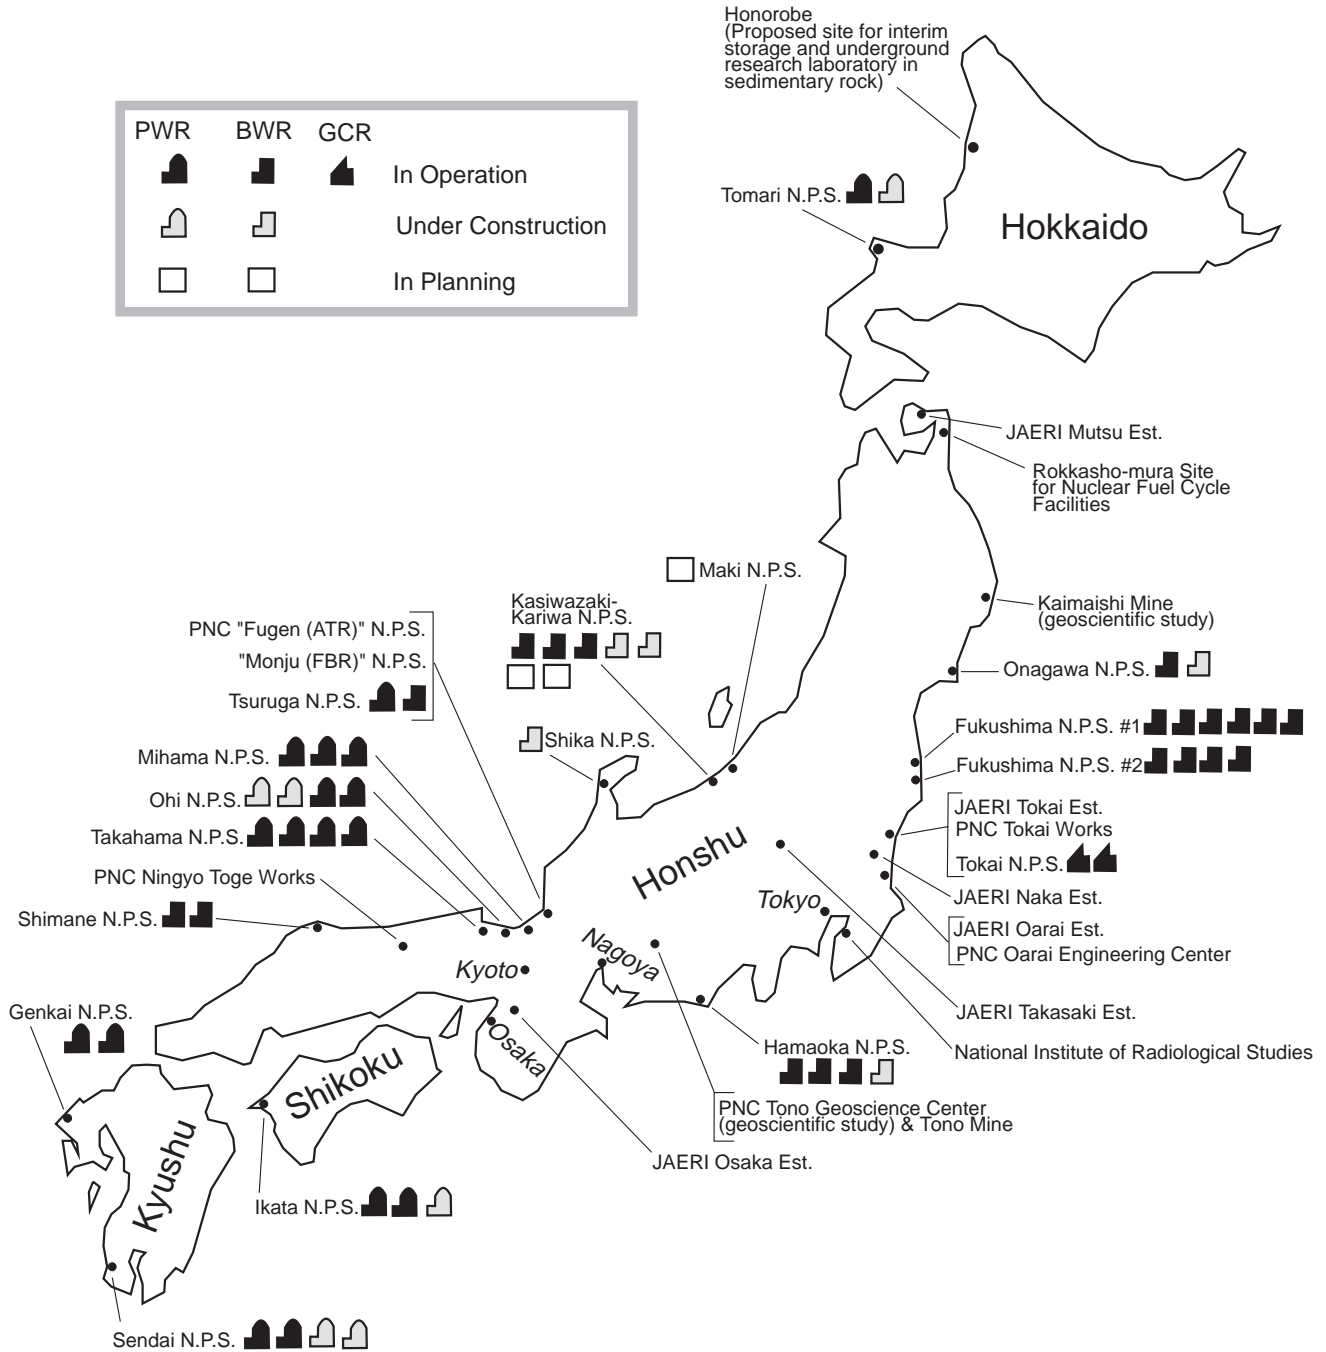 Honorobe
(Proposed site for interim
storage and underground
research laboratory in
sedimentary rock)
PWR BWR GCR
In Operation
Under Construction
In Planning
Tomari N.P.S.
Hokkaido
JAERI Mutsu Est.
Rokkasho-mura Site
for Nuclear Fuel Cycle
Facilities
Maki N.P.S.
Kasiwazaki-
Kariwa N.P.S.
Kaimaishi Mine
(geoscientific study)
PNC "Fugen (ATR)" N.P.S.
"Monju (FBR)" N.P.S.
Tsuruga N.P.S.
Onagawa N.P.S.
Shika N.P.S.
Fukushima N.P.S. #1
Fukushima N.P.S. #2
Mihama N.P.S.
Ohi N.P.S.
Takahama N.P.S.
JAERI Tokai Est.
PNC Tokai Works
Tokai N.P.S.
PNC Ningyo Toge Works
Shimane N.P.S.
Honshu
Tokyo
JAERI Naka Est.
JAERI Oarai Est.
PNC Oarai Engineering Center
Nagoya
Kyoto
Genkai N.P.S.
JAERI Takasaki Est.
Osaka
Hamaoka N.P.S.
National Institute of Radiological Studies
Shikoku
PNC Tono Geoscience Center
(geoscientific study) & Tono Mine
Kyushu
JAERI Osaka Est.
Ikata N.P.S.
Sendai N.P.S.